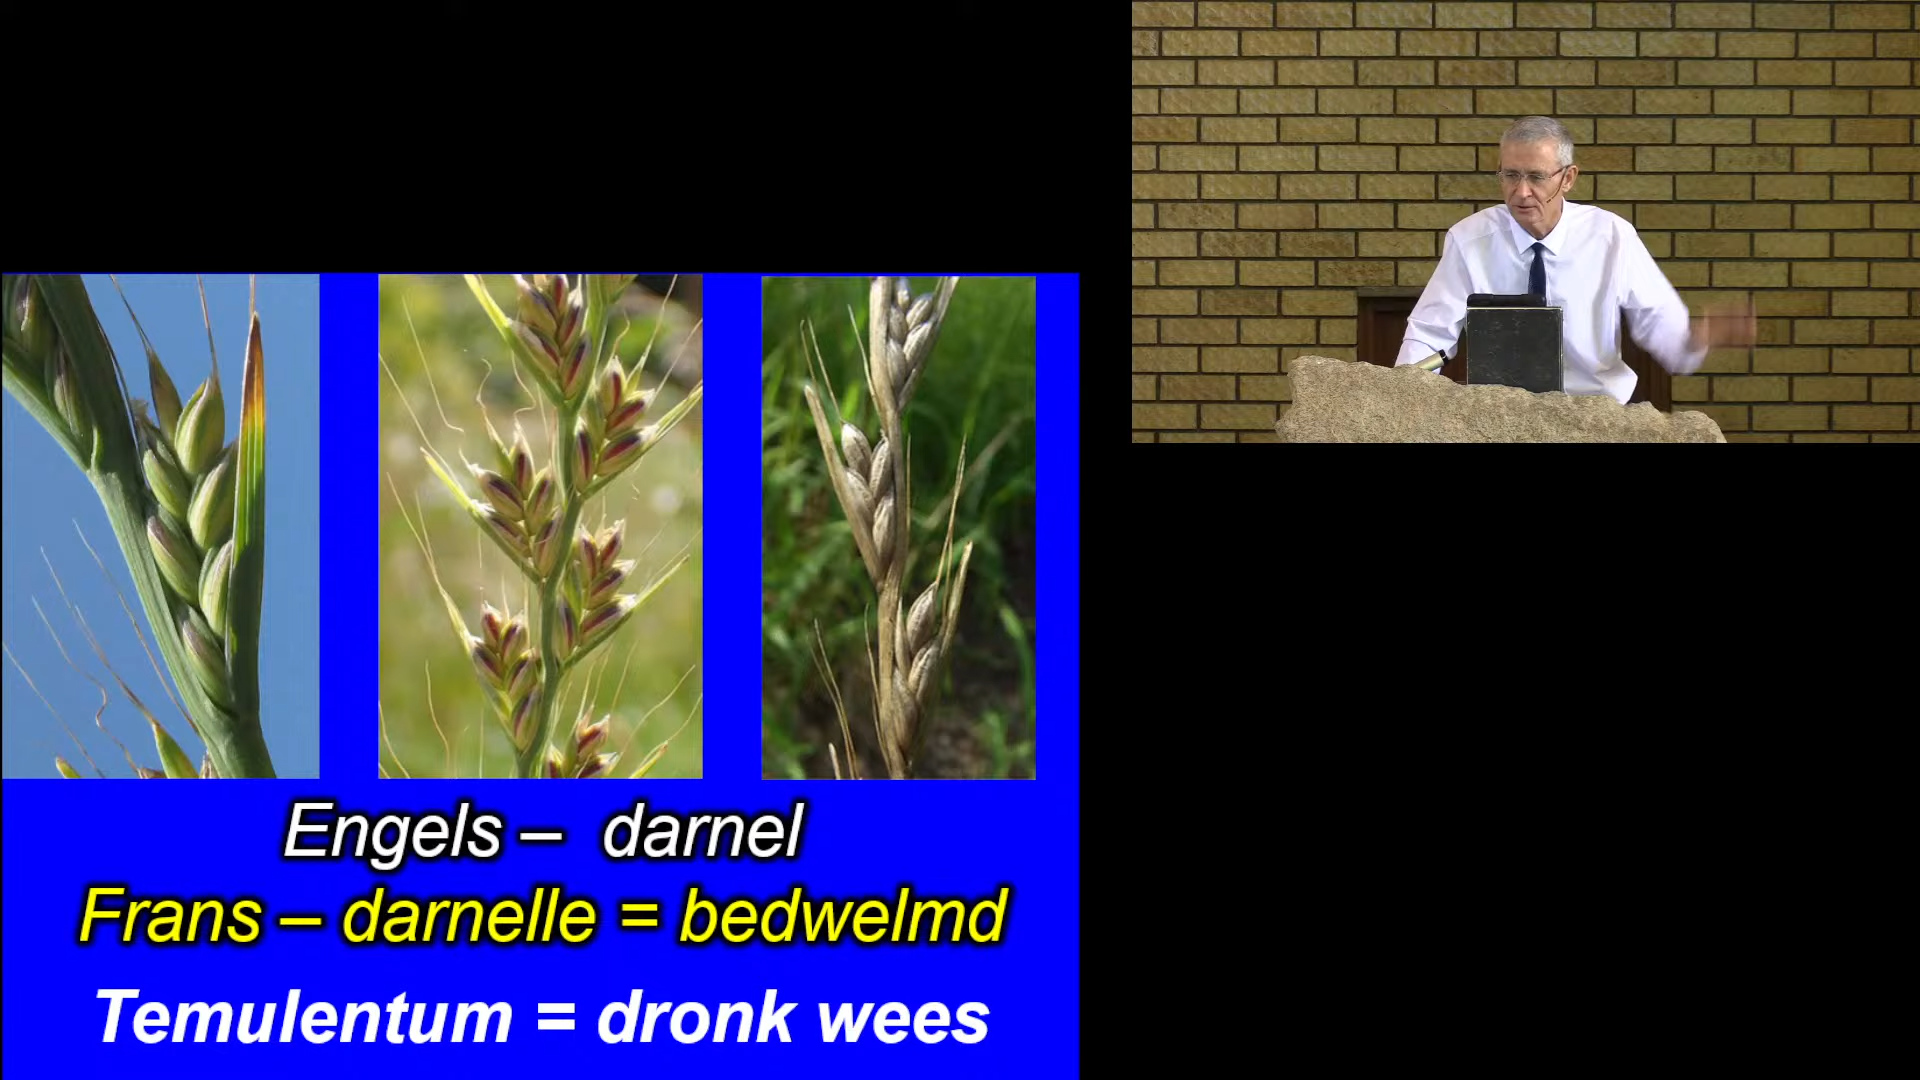 Engels – darnel
Frans – darnelle = bedwelmd
Temulentum = dronk wees